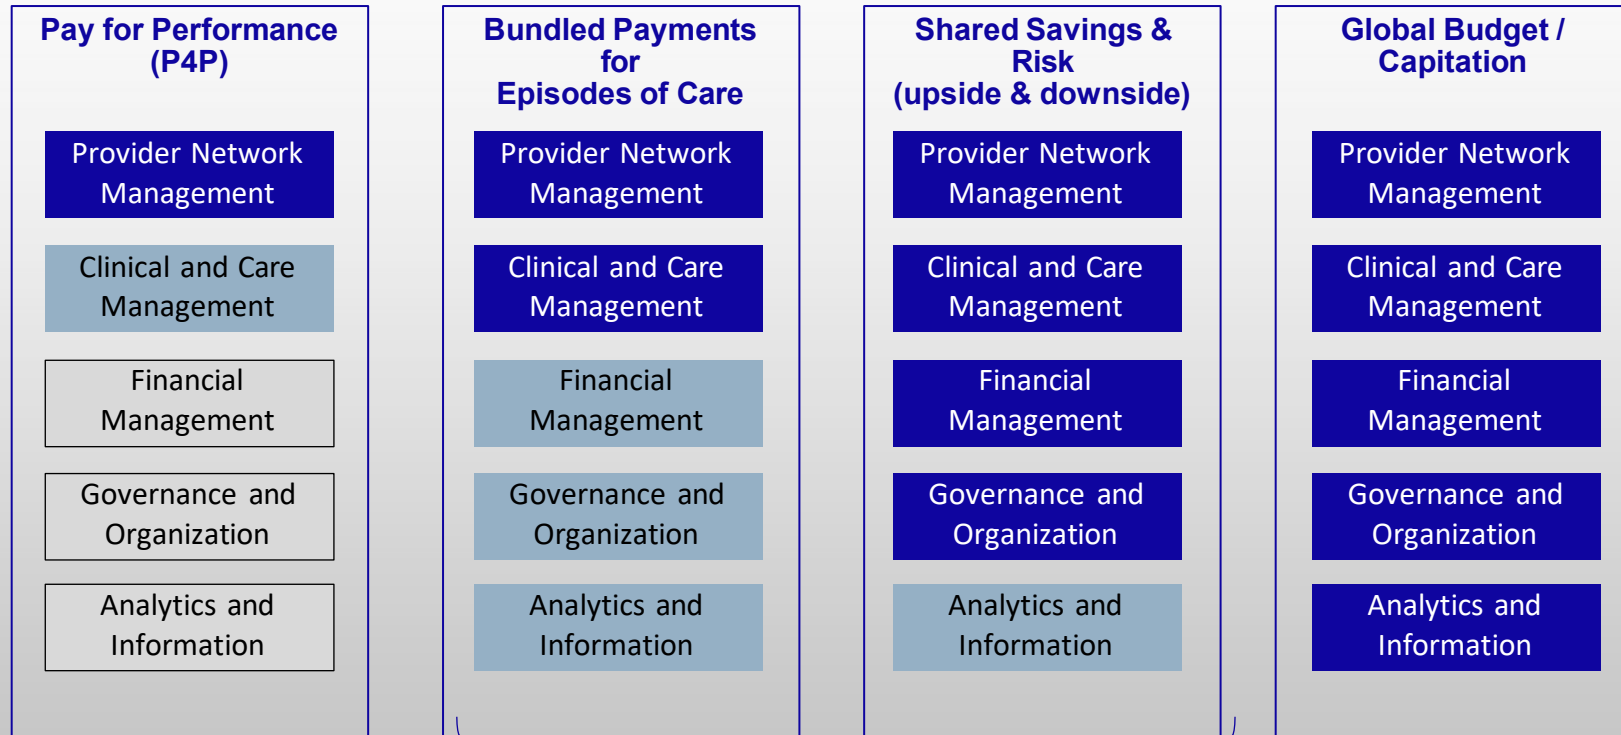 Pay for Performance
(P4P)
Provider Network
Management
Clinical and Care
Management
Financial
Management
Governance and
Organization
Analytics and
Information
Bundled Payments
for
Episodes of Care
Provider Network
Management
Clinical and Care
Management
Financial
Management
Governance and
Organization
Analytics and
Information
Shared Savings &
Risk
(upside & downside)
Provider Network
Management
Clinical and Care
Management
Financial
Management
Governance and
Organization
Analytics and
Information
Global Budget /
Capitation
Provider Network
Management
Clinical and Care
Management
Financial
Management
Governance and
Organization
Analytics and
Information